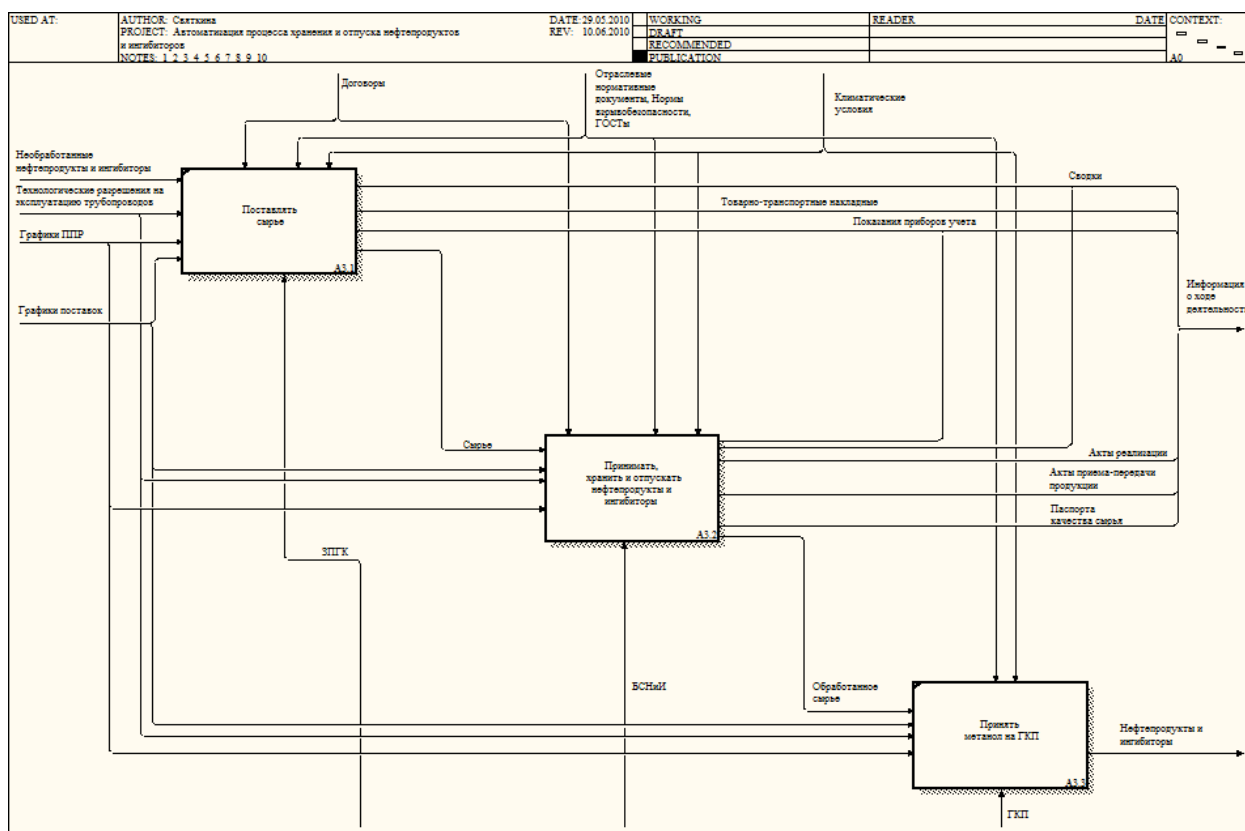 USED AT:
AUTHOR: Святкина
DATE: 29.05.2010
WORKING
READER
DATE
CONTEXT:
PROJECT: Автоматизация процесса хранения и отпуска нефтепродуктов
REV: 10.06.2010
DRAFT
и ингибиторов
RECOMMENDED
NOTES: 1 2 3 4 5 6 7 8 9 10
PUBLICATION
A0
Договоры
Отраслевые
нормативные
документы, Нормы
взрывобезопасности,
ГОСТы
Климатические
условия
Необработанные
нефтепродукты и ингибиторы
Технологические разрешения на
эксплуатацию трубопроводов
Графики ППР
Графики поставок
Поставлять
сырье
A3.1
Сводки
Товарно-транспортные накладные
Показания приборов учета
Информация
о ходе
деятельности
Сырье
Принимать,
хранить и отпускать
нефтепродукты и
ингибиторы
A3.2
Акты реализации
Акты приема-передачи
продукции
Паспорта
качества сырья
ЗПГК
БСНиИ
Обработанное
сырье
Принять
метанол на ГКП
A3.3
Нефтепродукты и
ингибиторы
ГКП